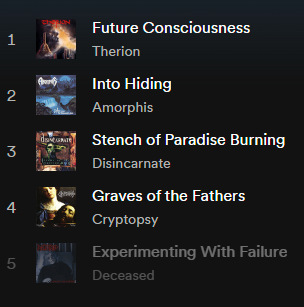 1
Future Consciousness
Therion
2
Into Hiding
Amorphis
3
Stench of Paradise Burning
Disincarnate
4
Graves of the Fathers
Cryptopsy
5
Experimenting With Failure
Deceased